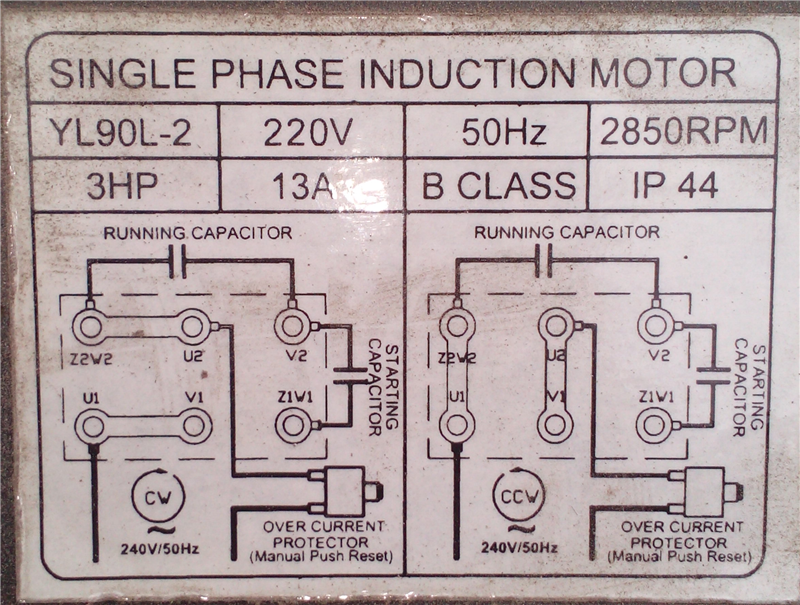 SINGLE PHASE INDUCTION MOTOR
YL90L-2 220V 50Hz 2850RPM
3HP 13A B CLASS IP 44
RUNNING CAPACITOR
Z2W2 U2 V2
U1 V1 Z1W1
STARTING
CAPACITOR
CW
240V/50Hz
OVER CURRENT
PROTECTOR
(Manual Push Reset)
RUNNING CAPACITOR
Z2W2 U2 V2
U1 V1 Z1W1
STARTING
CAPACITOR
CCW
240V/50Hz
OVER CURRENT
PROTECTOR
(Manual Push Reset)